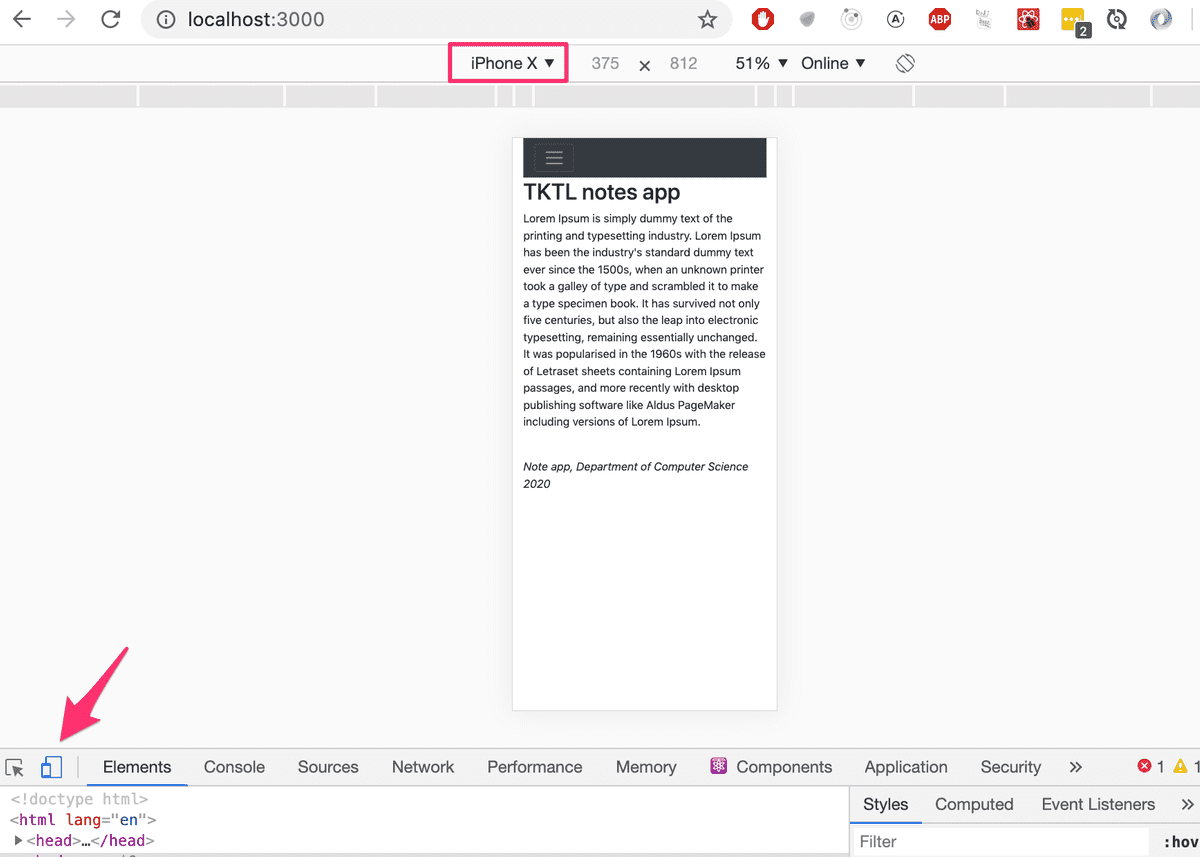 localhost:3000
ABP
2
iPhone X ▼ 375 × 812 51% ▼ Online ▼
TKTL notes app
Lorem Ipsum is simply dummy text of the
printing and typesetting industry. Lorem Ipsum
has been the industry's standard dummy text
ever since the 1500s, when an unknown printer
took a galley of type and scrambled it to make
a type specimen book. It has survived not only
five centuries, but also the leap into electronic
typesetting, remaining essentially unchanged.
It was popularised in the 1960s with the release
of Letraset sheets containing Lorem Ipsum
passages, and more recently with desktop
publishing software like Aldus PageMaker
including versions of Lorem Ipsum.
Note app, Department of Computer Science
2020
Elements Console Sources Network Performance Memory Components Application Security » 1 1
<!doctype html>
<html lang="en">
▶<head>…</head>
Styles Computed Event Listeners »
Filter :hov